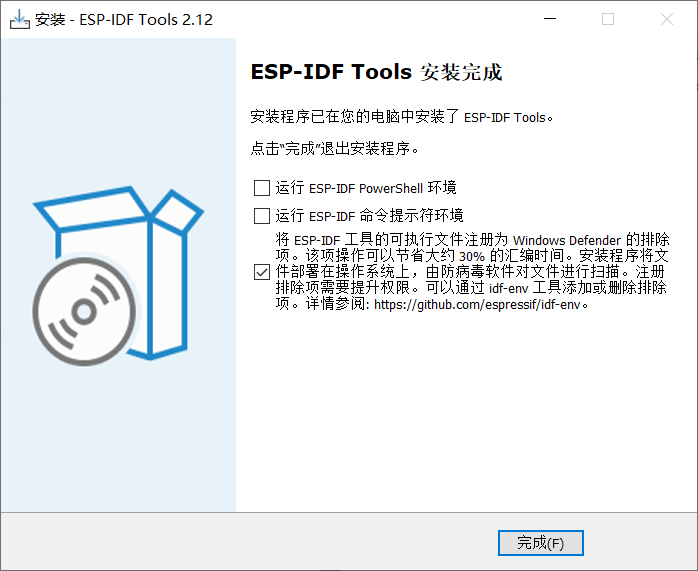 安装 - ESP-IDF Tools 2.12
ESP-IDF Tools 安装完成
安装程序已在您的电脑中安装了 ESP-IDF Tools。
点击“完成”退出安装程序。
运行 ESP-IDF PowerShell 环境
运行 ESP-IDF 命令提示符环境
将 ESP-IDF 工具的可执行文件注册为 Windows Defender 的排除
项。该项操作可以节省大约 30% 的汇编时间。安装程序将文
件部署在操作系统上，由防病毒软件对文件进行扫描。注册
排除项需要提升权限。可以通过 idf-env 工具添加或删除排除
项。详情参阅: https://github.com/espressif/idf-env。
完成(F)